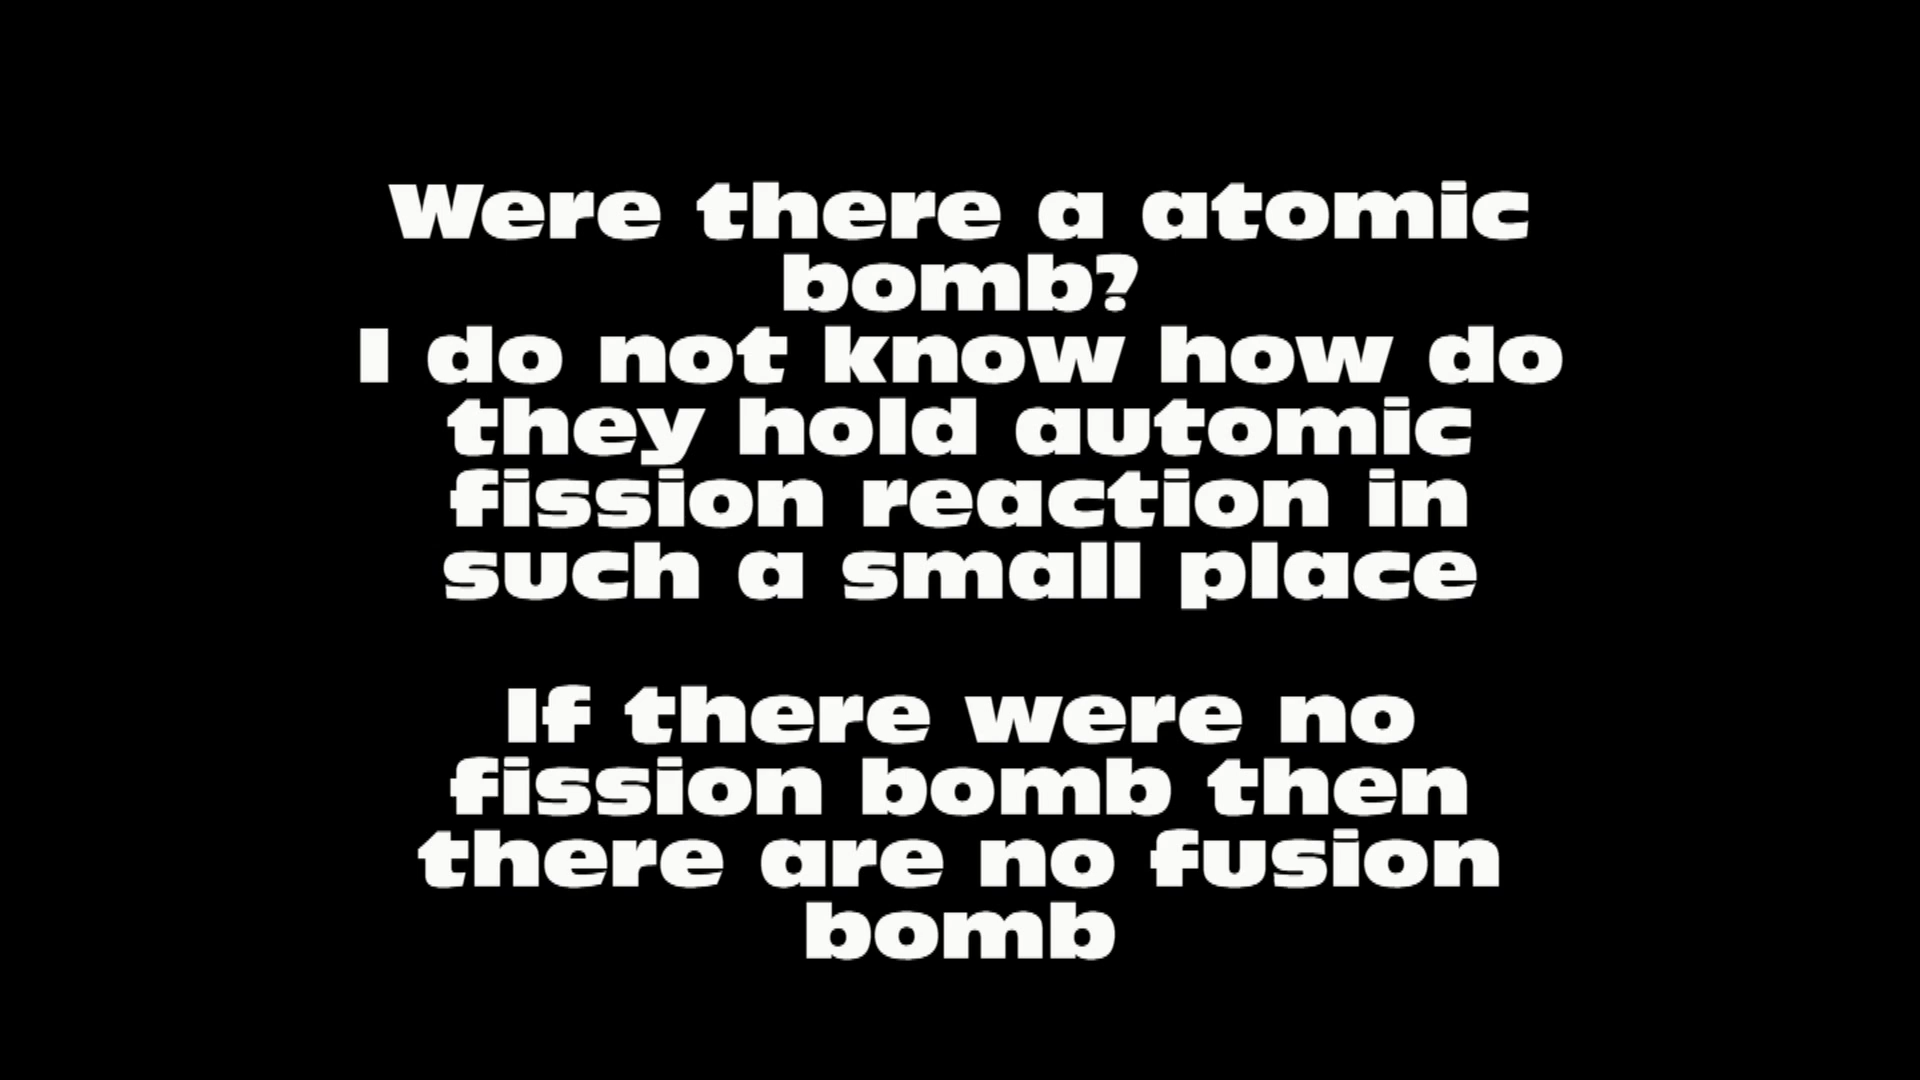 Were there a atomic
bomb?
I do not know how do
they hold automic
fission reaction in
such a small place
If there were no
fission bomb then
there are no fusion
bomb